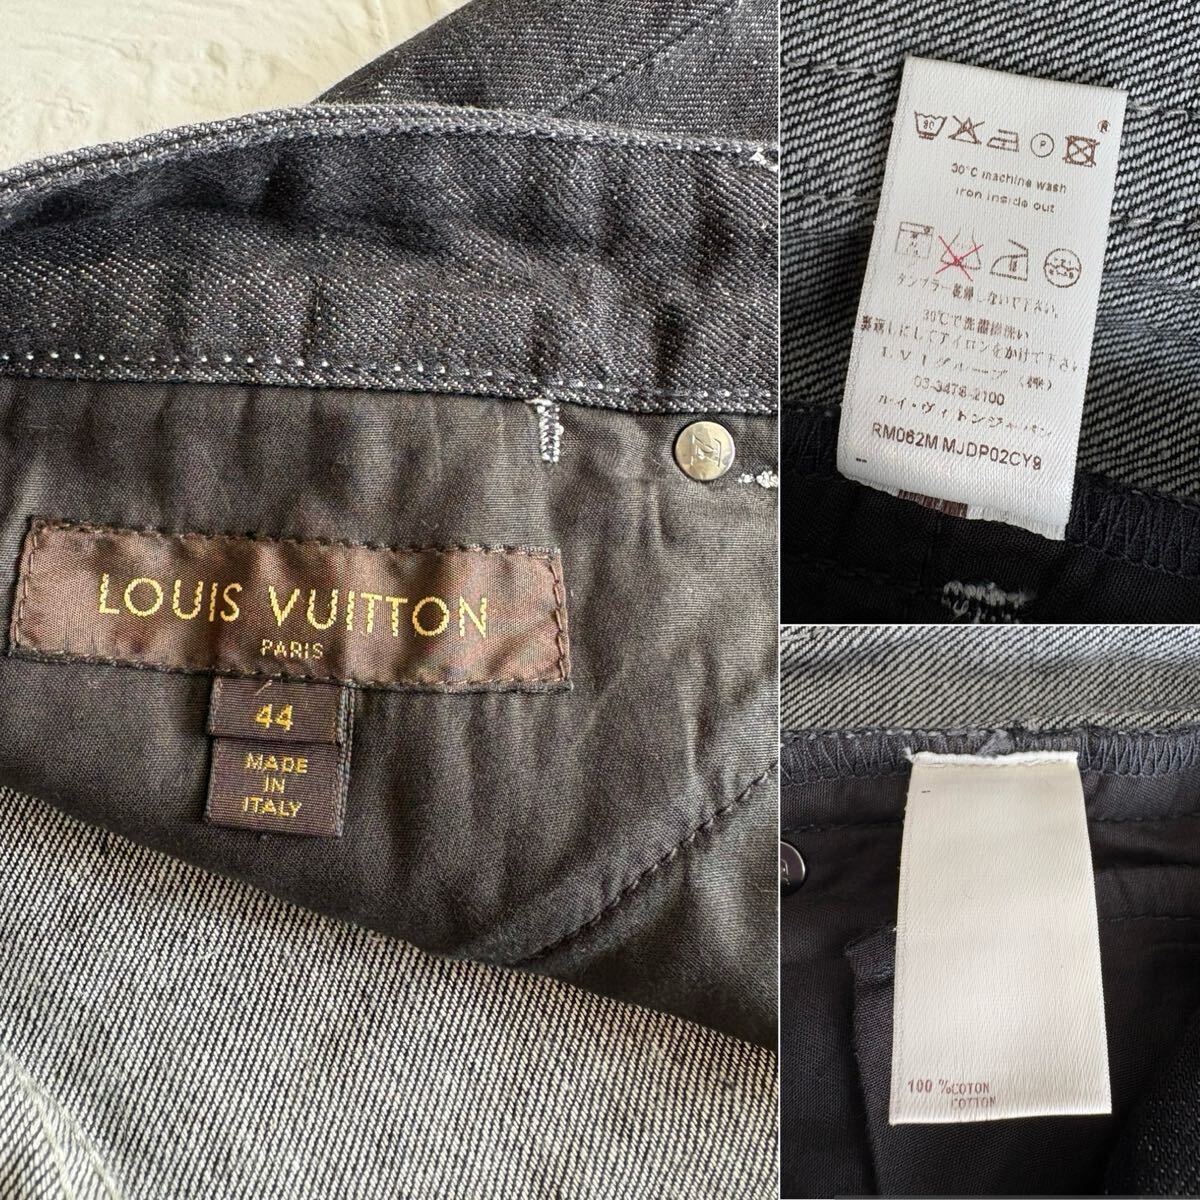 LOUIS VUITTON
PARIS
44
MADE
IN
ITALY
30°C machine wash
iron inside out
タンブラー乾燥しないで下さい。
30℃で洗濯機洗い
裏返しにしてアイロンをかけて下さい
LVJグループ(株)
03-3478-2100
ルイ・ヴィトンジャパン
RM062M MJDP02CY9
100 %COTON
COTTON